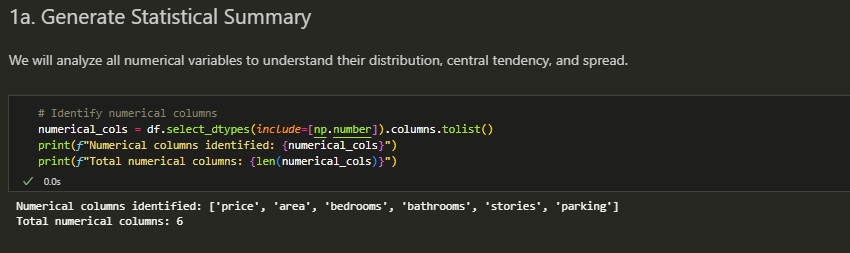 1a. Generate Statistical Summary
We will analyze all numerical variables to understand their distribution, central tendency, and spread.
# Identify numerical columns
numerical_cols = df.select_dtypes(include=[np.number]).columns.tolist()
print(f"Numerical columns identified: {numerical_cols}")
print(f"Total numerical columns: {len(numerical_cols)}")
✓ 0.0s
Numerical columns identified: ['price', 'area', 'bedrooms', 'bathrooms', 'stories', 'parking']
Total numerical columns: 6